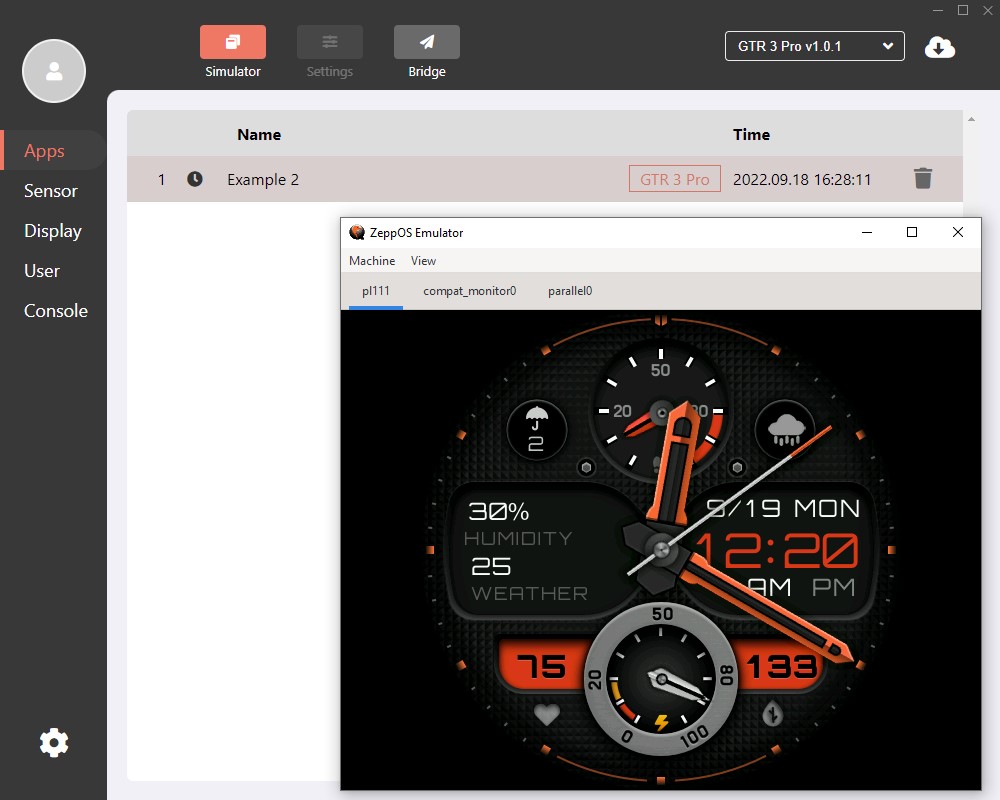 Simulator
Settings
Bridge
GTR 3 Pro v1.0.1
Apps
Sensor
Display
User
Console
Name
Time
1
Example 2
GTR 3 Pro
2022.09.18 16:28:11
ZeppOS Emulator
Machine
View
pl111
compat_monitor0
parallel0
50
20
80
2
30%
HUMIDITY
25
WEATHER
9/19 MON
12:20
AM PM
75
133
50
20
80
0
100